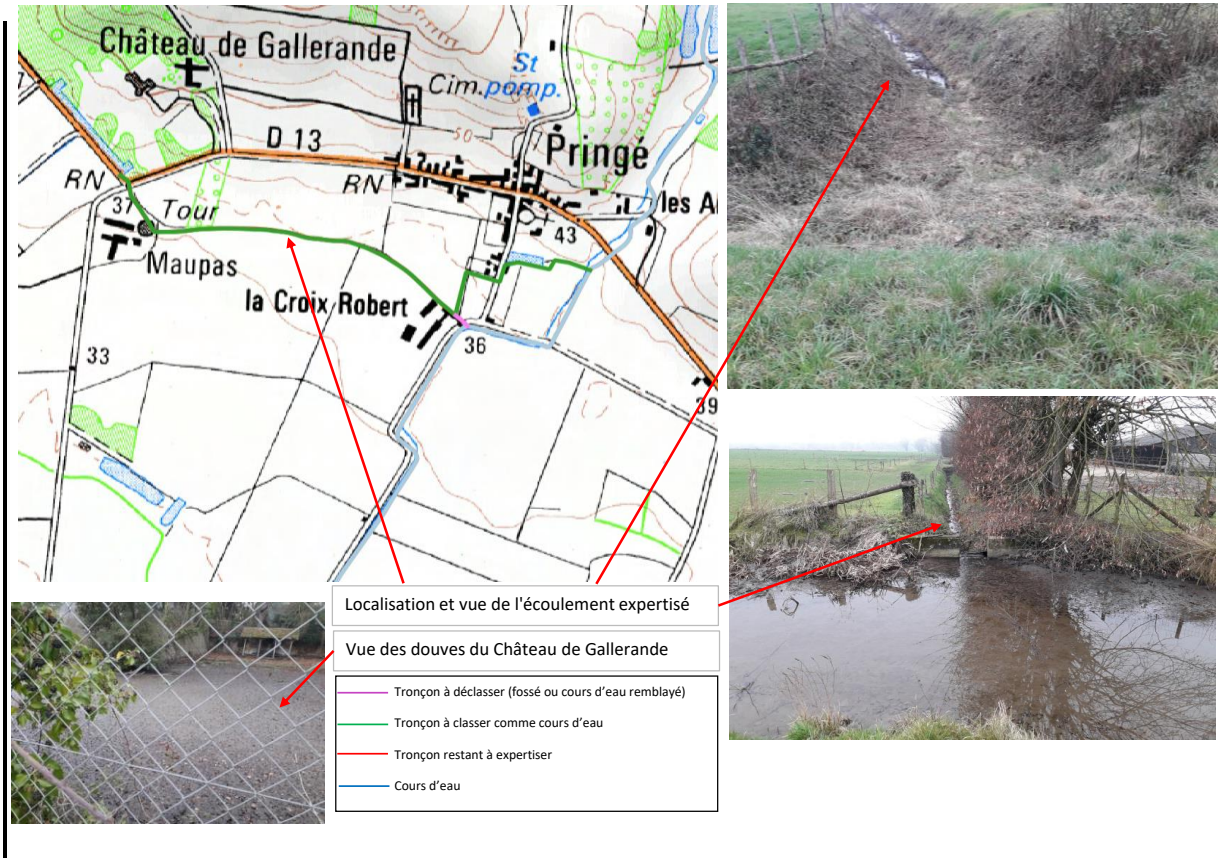 Château de Gallerande
Cim.
St
pomp.
50
D 13
Pringé
RN
RN
les A
37
Tour
43
Maupas
la Croix Robert
36
33
39
Localisation et vue de l'écoulement expertisé
Vue des douves du Château de Gallerande
Tronçon à déclasser (fossé ou cours d'eau remblayé)
Tronçon à classer comme cours d'eau
Tronçon restant à expertiser
Cours d'eau